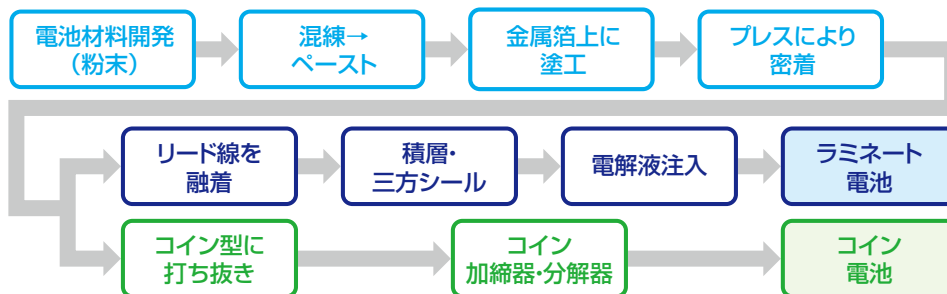 電池材料開発
（粉末）
混練→
ペースト
金属箔上に
塗工
プレスにより
密着
リード線を
融着
積層・
三方シール
電解液注入
ラミネート
電池
コイン型に
打ち抜き
コイン
加締器・分解器
コイン
電池